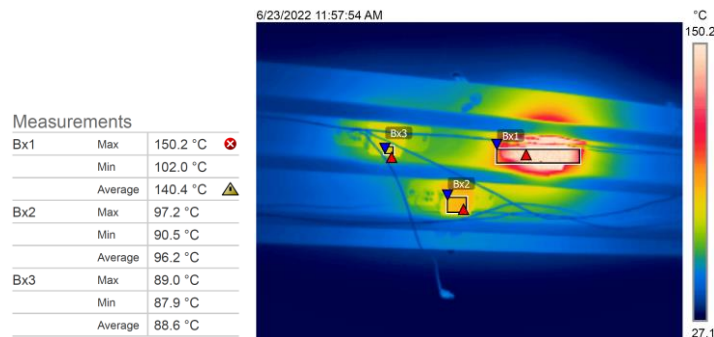 6/23/2022 11:57:54 AM
°C
150.2
Measurements
Bx1 Max 150.2 °C
Min 102.0 °C
Average 140.4 °C
Bx2 Max 97.2 °C
Min 90.5 °C
Average 96.2 °C
Bx3 Max 89.0 °C
Min 87.9 °C
Average 88.6 °C
Bx3
Bx1
Bx2
27.1